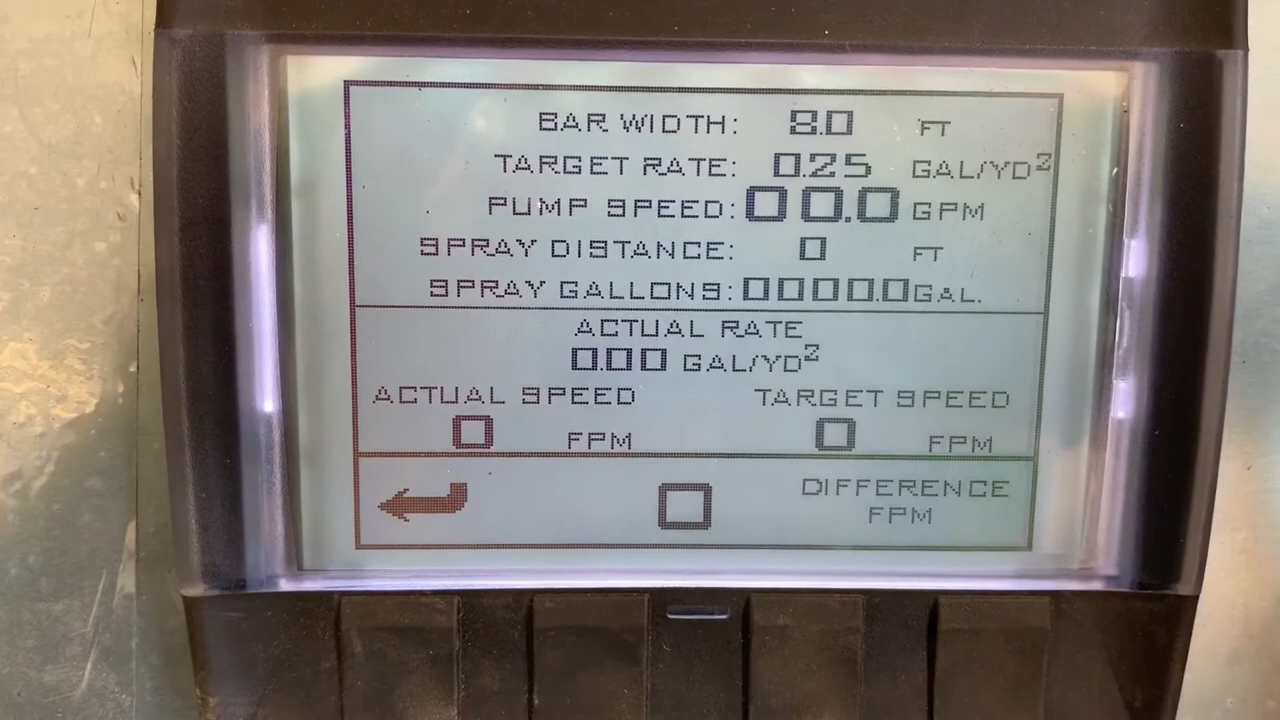 BAR WIDTH: 8.0 FT
TARGET RATE: 0.25 GAL/YD²
PUMP SPEED: 00.0 GPM
SPRAY DISTANCE: 0 FT
SPRAY GALLONS: 0000.0 GAL.
ACTUAL RATE
0.00 GAL/YD²
ACTUAL SPEED TARGET SPEED
0 FPM 0 FPM
0 DIFFERENCE
FPM